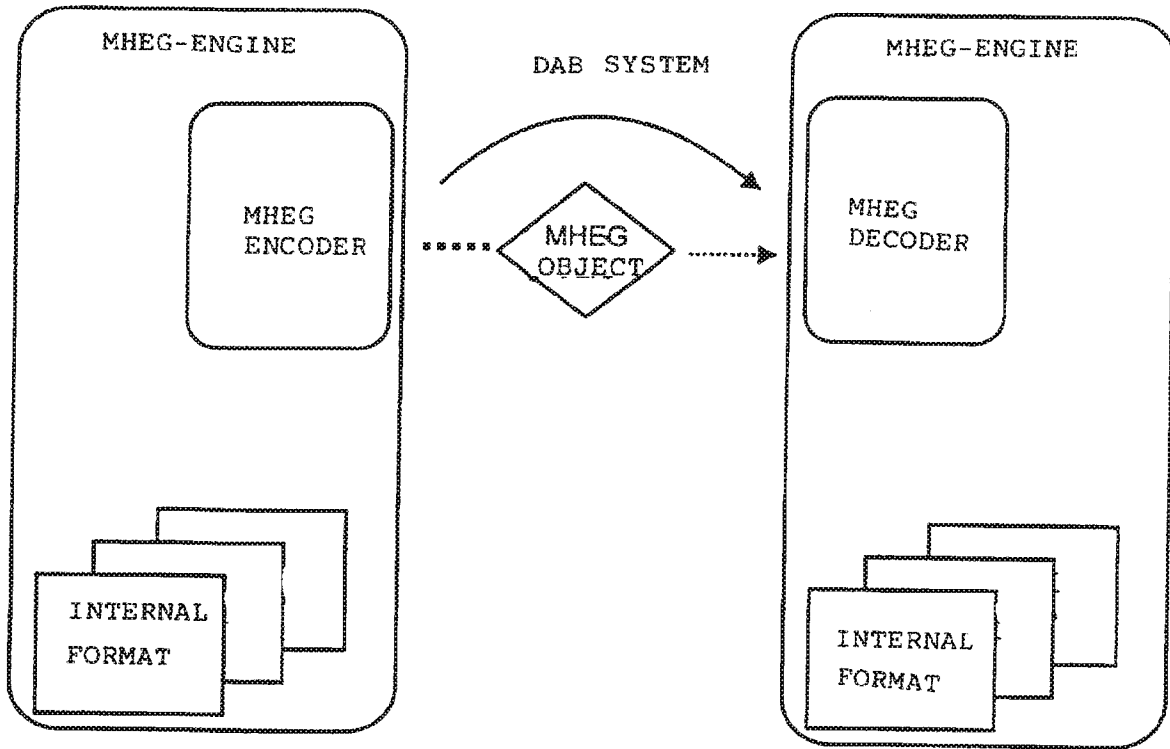 MHEG-ENGINE
MHEG
ENCODER
INTERNAL
FORMAT
DAB SYSTEM
MHEG
OBJECT
MHEG-ENGINE
MHEG
DECODER
INTERNAL
FORMAT